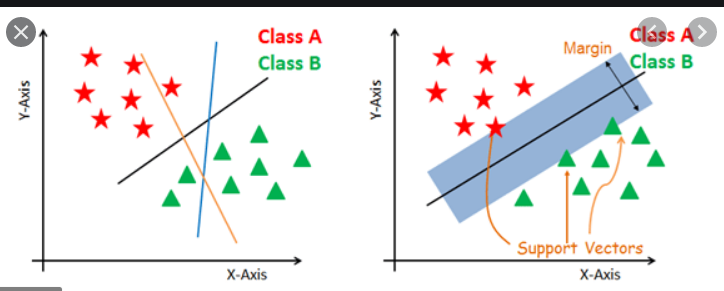 Class A
Class B
Y-Axis
X-Axis
Margin
Class A
Class B
Y-Axis
Support Vectors
X-Axis